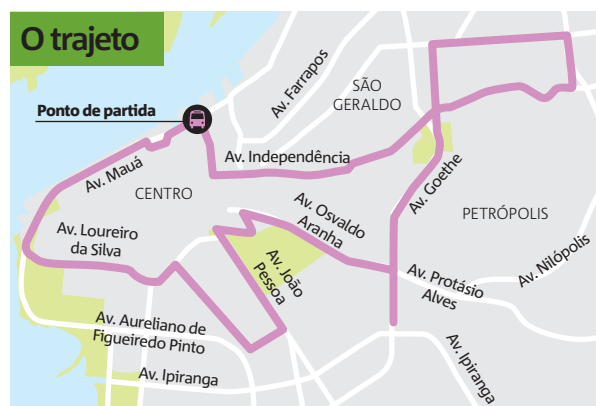 O trajeto
Ponto de partida
Av. Farrapos
SÃO
GERALDO
Av. Independência
Av. Mauá
CENTRO
Av. Goethe
Av. Osvaldo
Aranha
PETRÓPOLIS
Av. Loureiro
da Silva
Av. João
Pessoa
Av. Nilópolis
Av. Protásio
Alves
Av. Aureliano de
Figueiredo Pinto
Av. Ipiranga
Av. Ipiranga